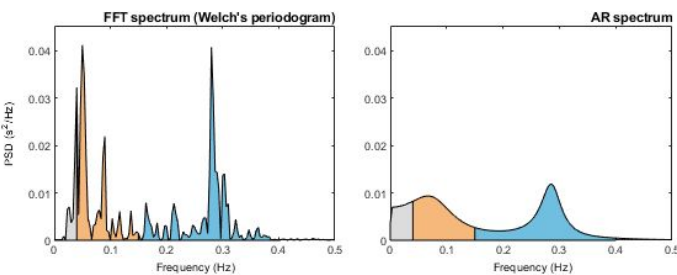 FFT spectrum (Welch's periodogram)
0.04
0.03
0.02
0.01
0
PSD (s²/Hz)
0 0.1 0.2 0.3 0.4 0.5
Frequency (Hz)
AR spectrum
0.04
0.03
0.02
0.01
0
0 0.1 0.2 0.3 0.4 0.5
Frequency (Hz)